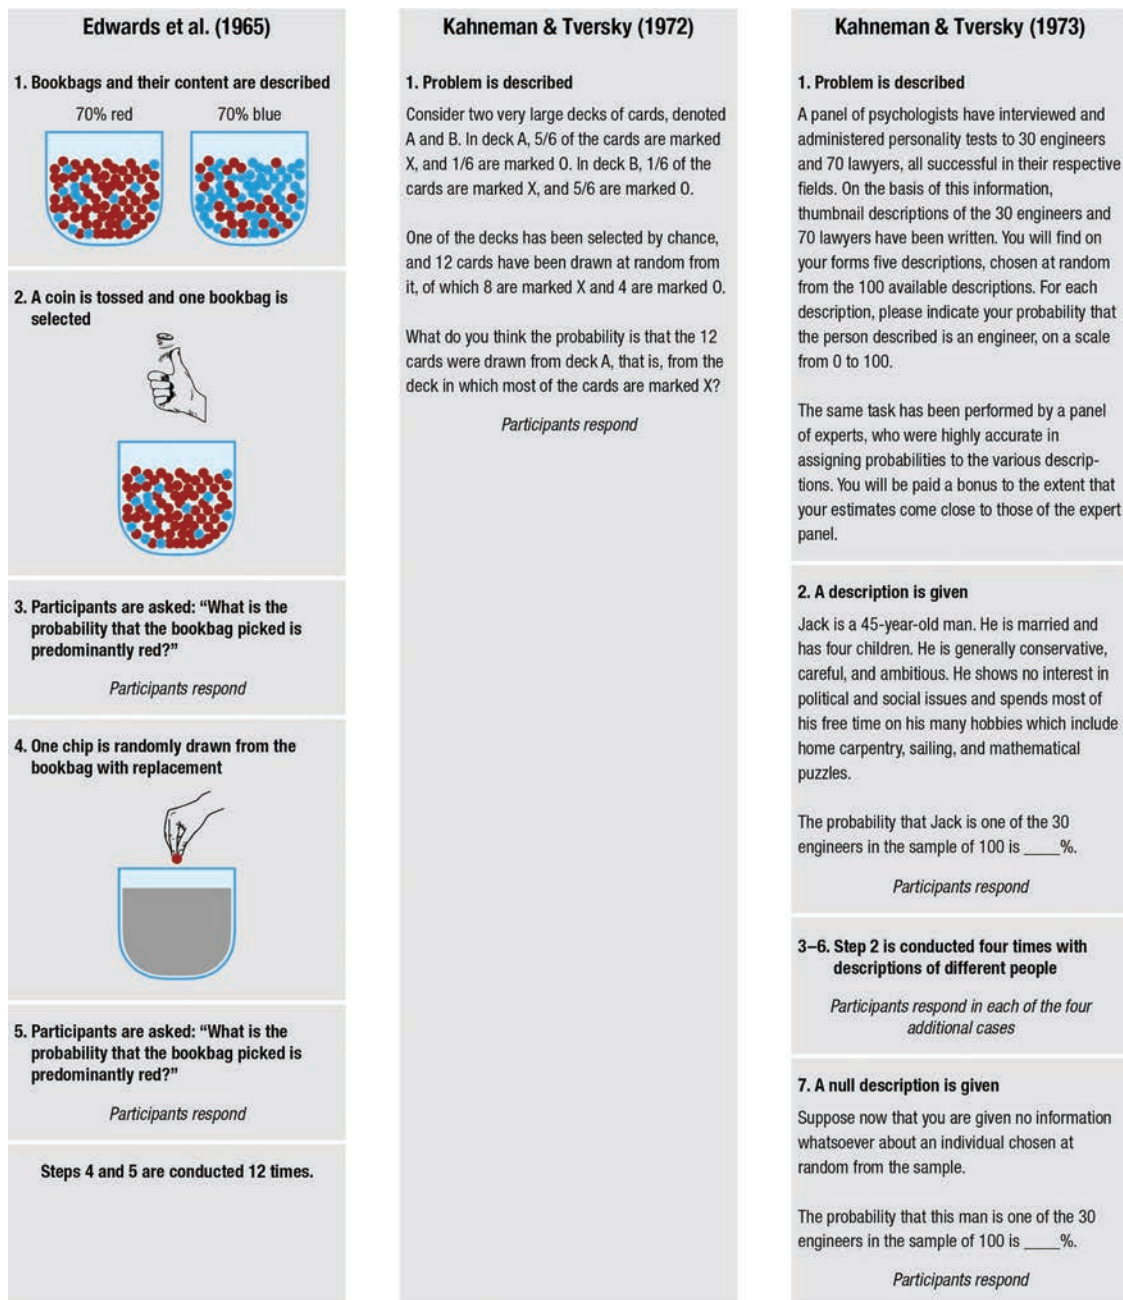 Edwards et al. (1965)
1. Bookbags and their content are described
70% red
70% blue
2. A coin is tossed and one bookbag is
selected
3. Participants are asked: “What is the
probability that the bookbag picked is
predominantly red?”
Participants respond
4. One chip is randomly drawn from the
bookbag with replacement
5. Participants are asked: “What is the
probability that the bookbag picked is
predominantly red?”
Participants respond
Steps 4 and 5 are conducted 12 times.
Kahneman & Tversky (1972)
1. Problem is described
Consider two very large decks of cards, denoted
A and B. In deck A, 5/6 of the cards are marked
X, and 1/6 are marked O. In deck B, 1/6 of the
cards are marked X, and 5/6 are marked O.
One of the decks has been selected by chance,
and 12 cards have been drawn at random from
it, of which 8 are marked X and 4 are marked O.
What do you think the probability is that the 12
cards were drawn from deck A, that is, from the
deck in which most of the cards are marked X?
Participants respond
Kahneman & Tversky (1973)
1. Problem is described
A panel of psychologists have interviewed and
administered personality tests to 30 engineers
and 70 lawyers, all successful in their respective
fields. On the basis of this information,
thumbnail descriptions of the 30 engineers and
70 lawyers have been written. You will find on
your forms five descriptions, chosen at random
from the 100 available descriptions. For each
description, please indicate your probability that
the person described is an engineer, on a scale
from 0 to 100.
The same task has been performed by a panel
of experts, who were highly accurate in
assigning probabilities to the various descrip-
tions. You will be paid a bonus to the extent that
your estimates come close to those of the expert
panel.
2. A description is given
Jack is a 45-year-old man. He is married and
has four children. He is generally conservative,
careful, and ambitious. He shows no interest in
political and social issues and spends most of
his free time on his many hobbies which include
home carpentry, sailing, and mathematical
puzzles.
The probability that Jack is one of the 30
engineers in the sample of 100 is ____%.
Participants respond
3–6. Step 2 is conducted four times with
descriptions of different people
Participants respond in each of the four
additional cases
7. A null description is given
Suppose now that you are given no information
whatsoever about an individual chosen at
random from the sample.
The probability that this man is one of the 30
engineers in the sample of 100 is ____%.
Participants respond